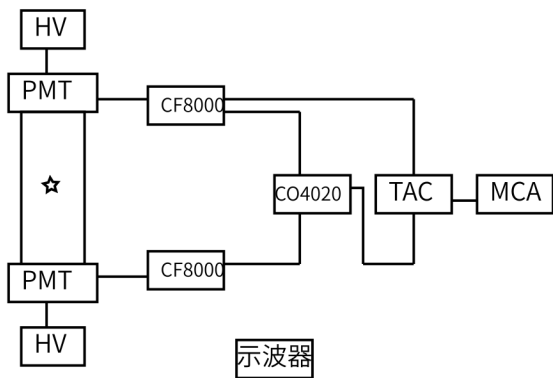 HV
PMT
CF8000
CO4020
TAC
MCA
CF8000
PMT
HV
示波器